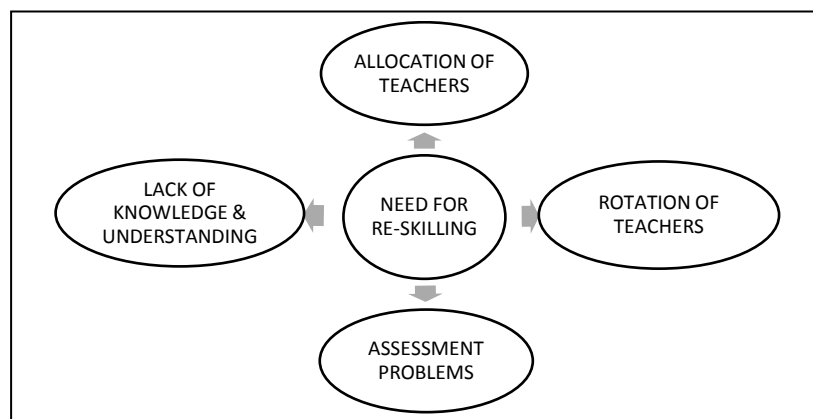 ALLOCATION OF
TEACHERS
LACK OF
KNOWLEDGE &
UNDERSTANDING
NEED FOR
RE-SKILLING
ROTATION OF
TEACHERS
ASSESSMENT
PROBLEMS